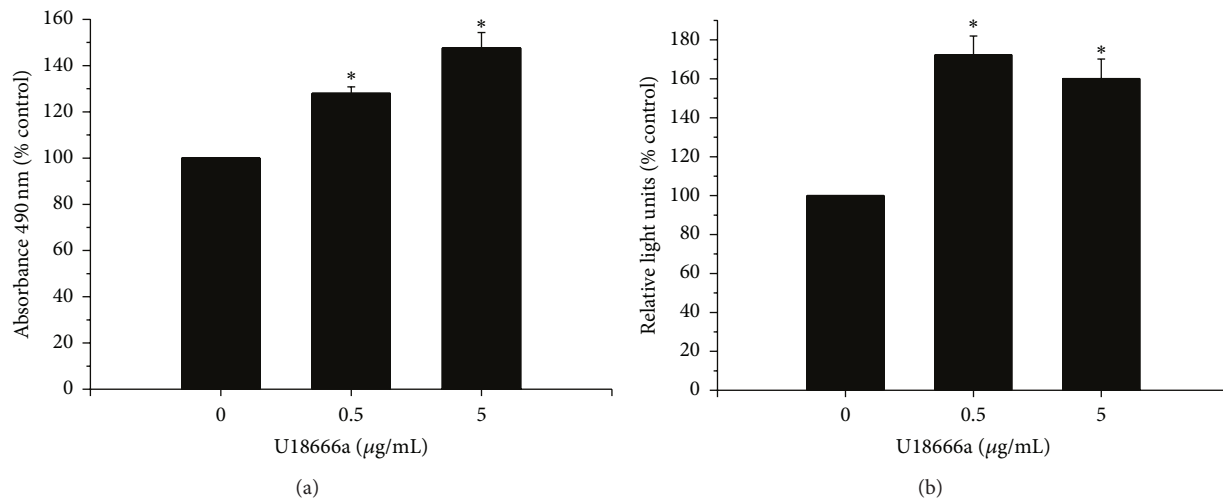 160
140
120
100
80
60
40
20
0
Absorbance 490 nm (% control)
*
*
0 0.5 5
U18666a (μg/mL)
(a)
180
160
140
120
100
80
60
40
20
0
Relative light units (% control)
*
*
0 0.5 5
U18666a (μg/mL)
(b)